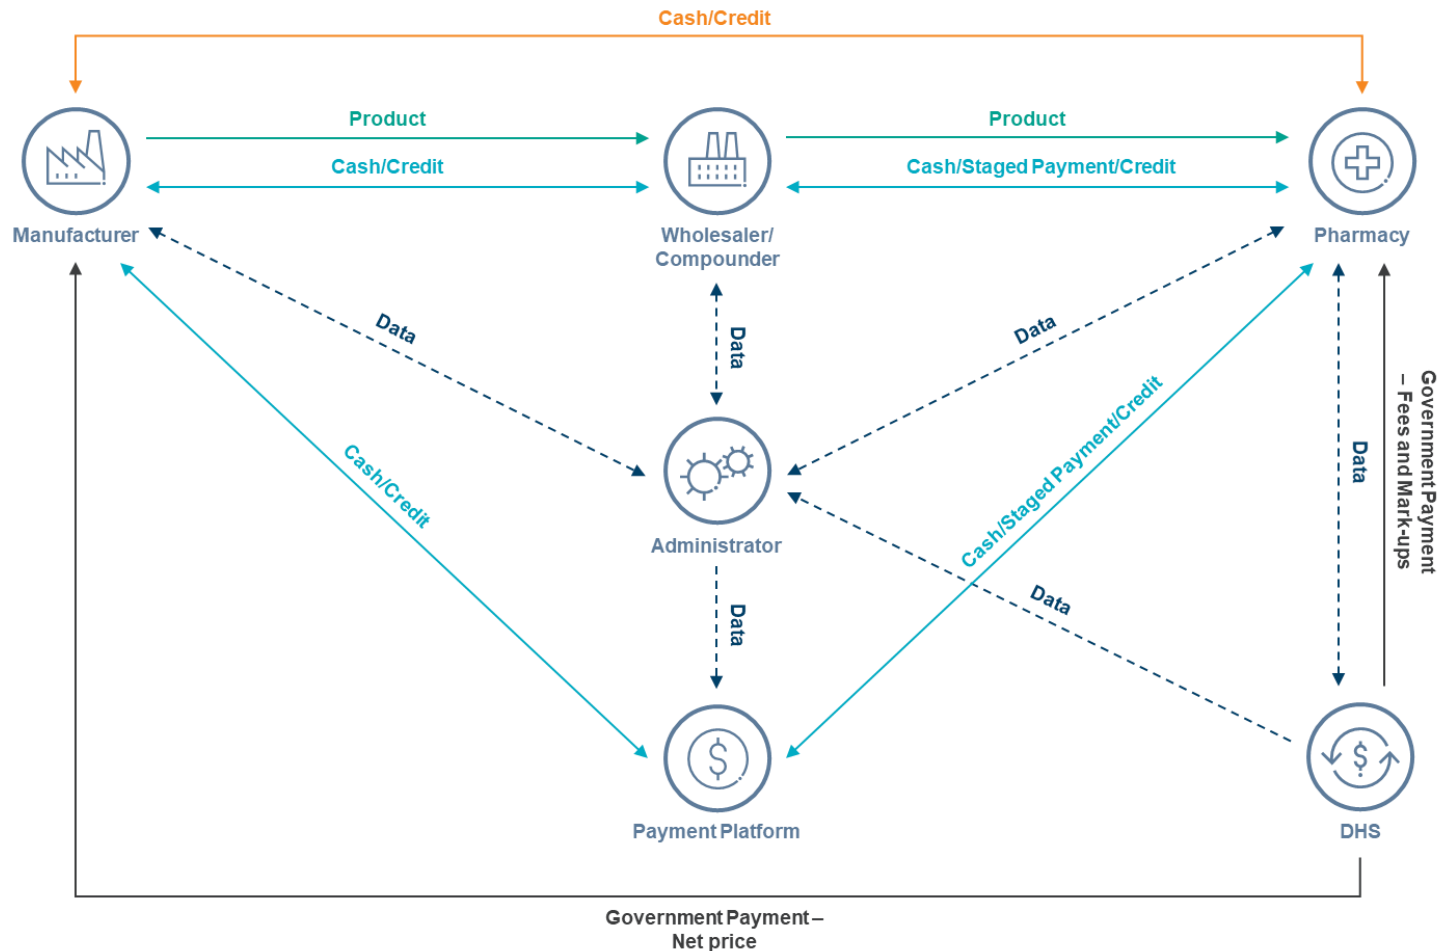 Cash/Credit
Product
Product
Cash/Credit
Cash/Staged Payment/Credit
Manufacturer
Wholesaler/
Compounder
Pharmacy
Data
Data
Data
Government Payment
– Fees and Mark-ups
Cash/Credit
Cash/Staged Payment/Credit
Data
Administrator
Data
Data
Payment Platform
DHS
Government Payment –
Net price